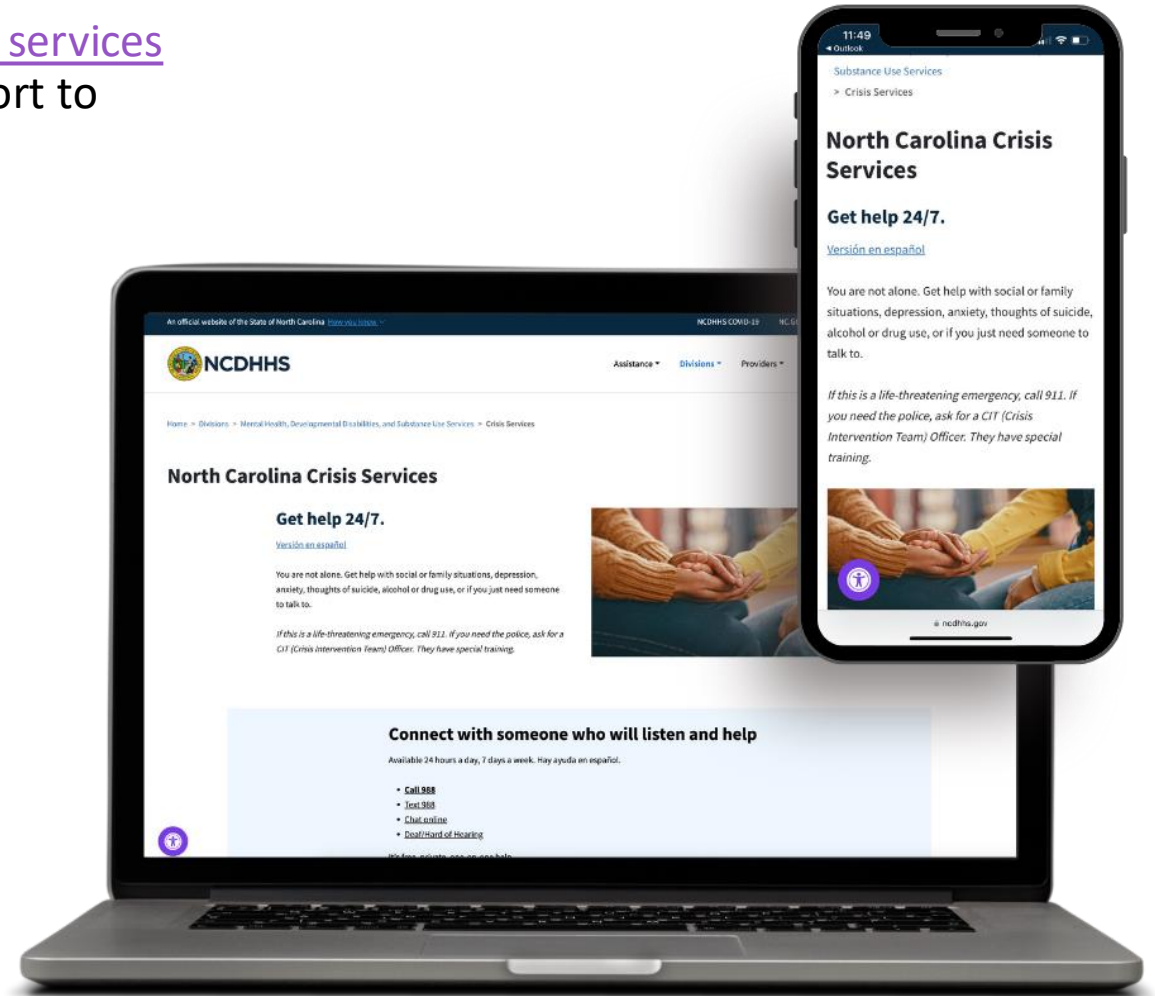 services
ort to
11:49
◂ Outlook
Substance Use Services
> Crisis Services
North Carolina Crisis
Services
Get help 24/7.
Versión en español
You are not alone. Get help with social or family
situations, depression, anxiety, thoughts of suicide,
alcohol or drug use, or if you just need someone to
talk to.
If this is a life-threatening emergency, call 911. If
you need the police, ask for a CIT (Crisis
Intervention Team) Officer. They have special
training.
ncdhhs.gov
An official website of the State of North Carolina How you know
NCDHHS COVID-19
NCDHHS
Assistance
Divisions
Providers
Home > Divisions > Mental Health, Developmental Disabilities, and Substance Use Services > Crisis Services
North Carolina Crisis Services
Get help 24/7.
Versión en español
You are not alone. Get help with social or family situations, depression,
anxiety, thoughts of suicide, alcohol or drug use, or if you just need someone
to talk to.
If this is a life-threatening emergency, call 911. If you need the police, ask for a
CIT (Crisis Intervention Team) Officer. They have special training.
Connect with someone who will listen and help
Available 24 hours a day, 7 days a week. Hay ayuda en español.
• Call 988
• Text 988
• Chat online
• Deaf/Hard of Hearing